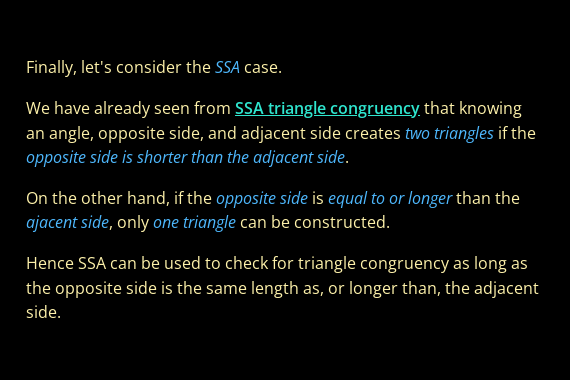 Finally, let's consider the SSA case.
We have already seen from SSA triangle congruency that knowing
an angle, opposite side, and adjacent side creates two triangles if the
opposite side is shorter than the adjacent side.
On the other hand, if the opposite side is equal to or longer than the
ajacent side, only one triangle can be constructed.
Hence SSA can be used to check for triangle congruency as long as
the opposite side is the same length as, or longer than, the adjacent
side.